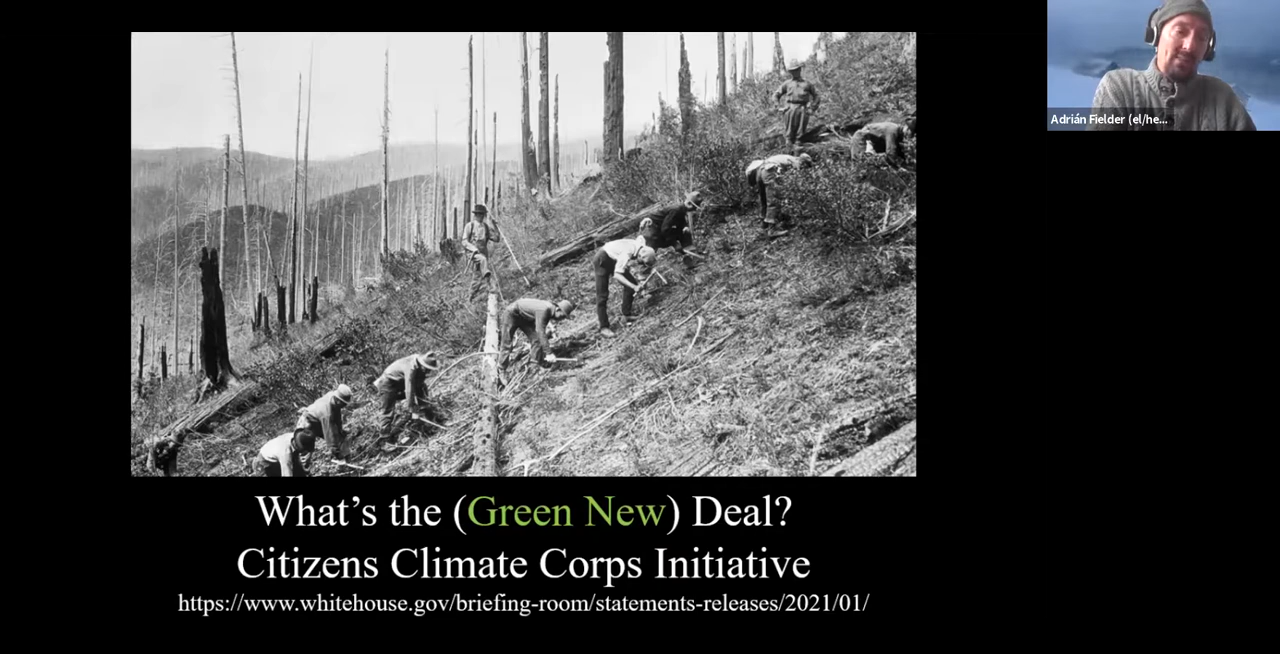 What's the (Green New) Deal?
Citizens Climate Corps Initiative
https://www.whitehouse.gov/briefing-room/statements-releases/2021/01/
Adrián Fielder (el/he...